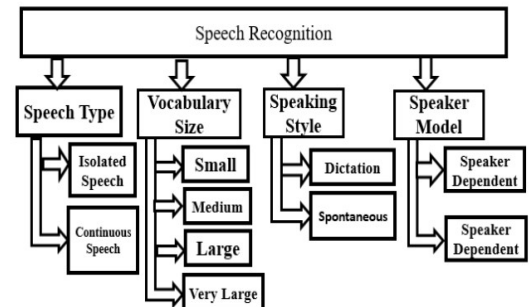 Speech Recognition
Speech Type
Vocabulary
Size
Speaking
Style
Speaker
Model
Isolated
Speech
Continuous
Speech
Small
Medium
Large
Very Large
Dictation
Spontaneous
Speaker
Dependent
Speaker
Dependent